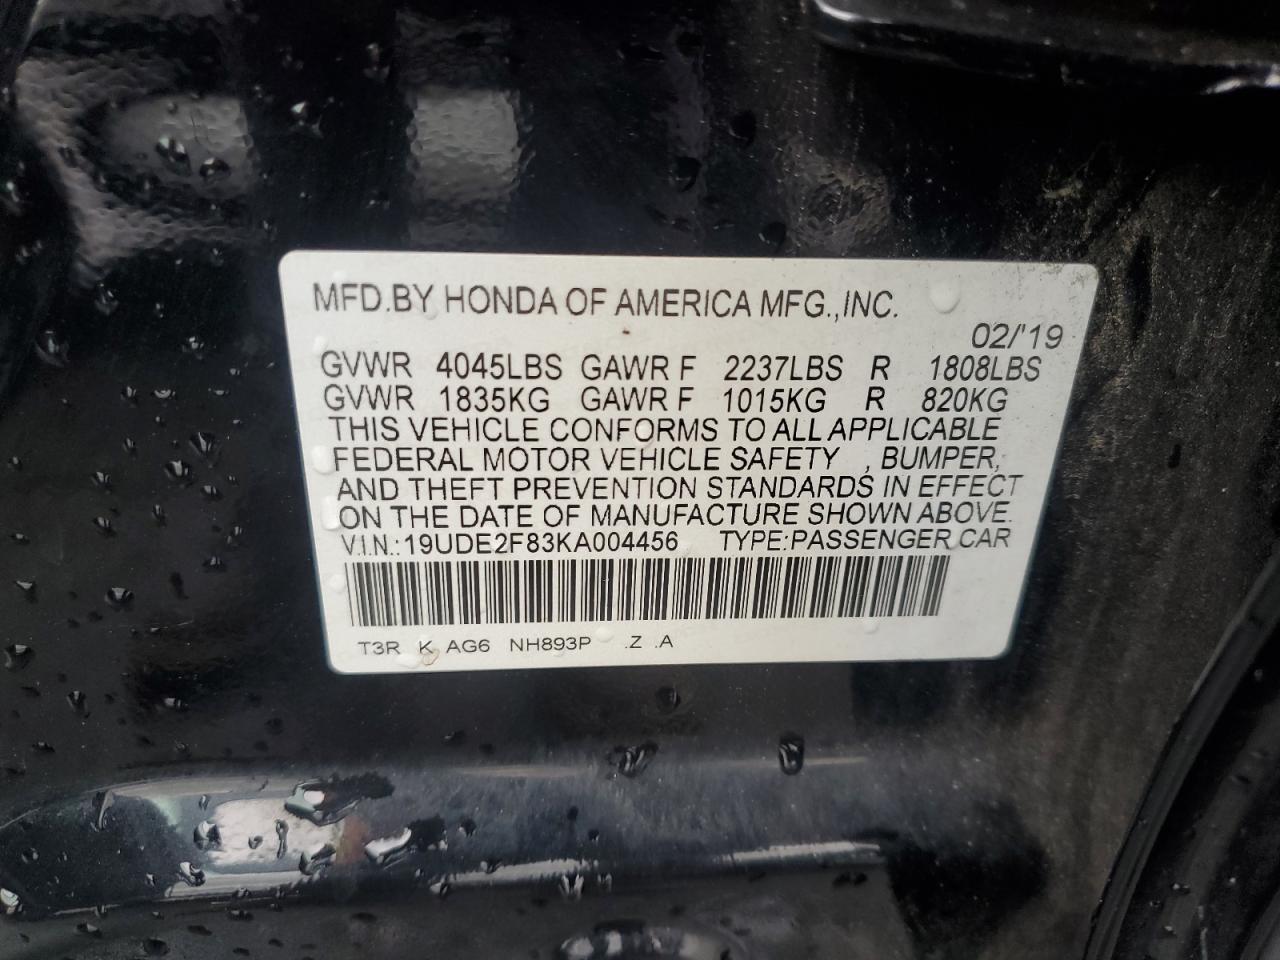 MFD.BY HONDA OF AMERICA MFG.,INC.
02/'19
GVWR 4045LBS GAWR F 2237LBS R 1808LBS
GVWR 1835KG GAWR F 1015KG R 820KG
THIS VEHICLE CONFORMS TO ALL APPLICABLE
FEDERAL MOTOR VEHICLE SAFETY , BUMPER,
AND THEFT PREVENTION STANDARDS IN EFFECT
ON THE DATE OF MANUFACTURE SHOWN ABOVE.
V.I.N.:19UDE2F83KA004456 TYPE:PASSENGER CAR
T3R K AG6 NH893P .Z .A